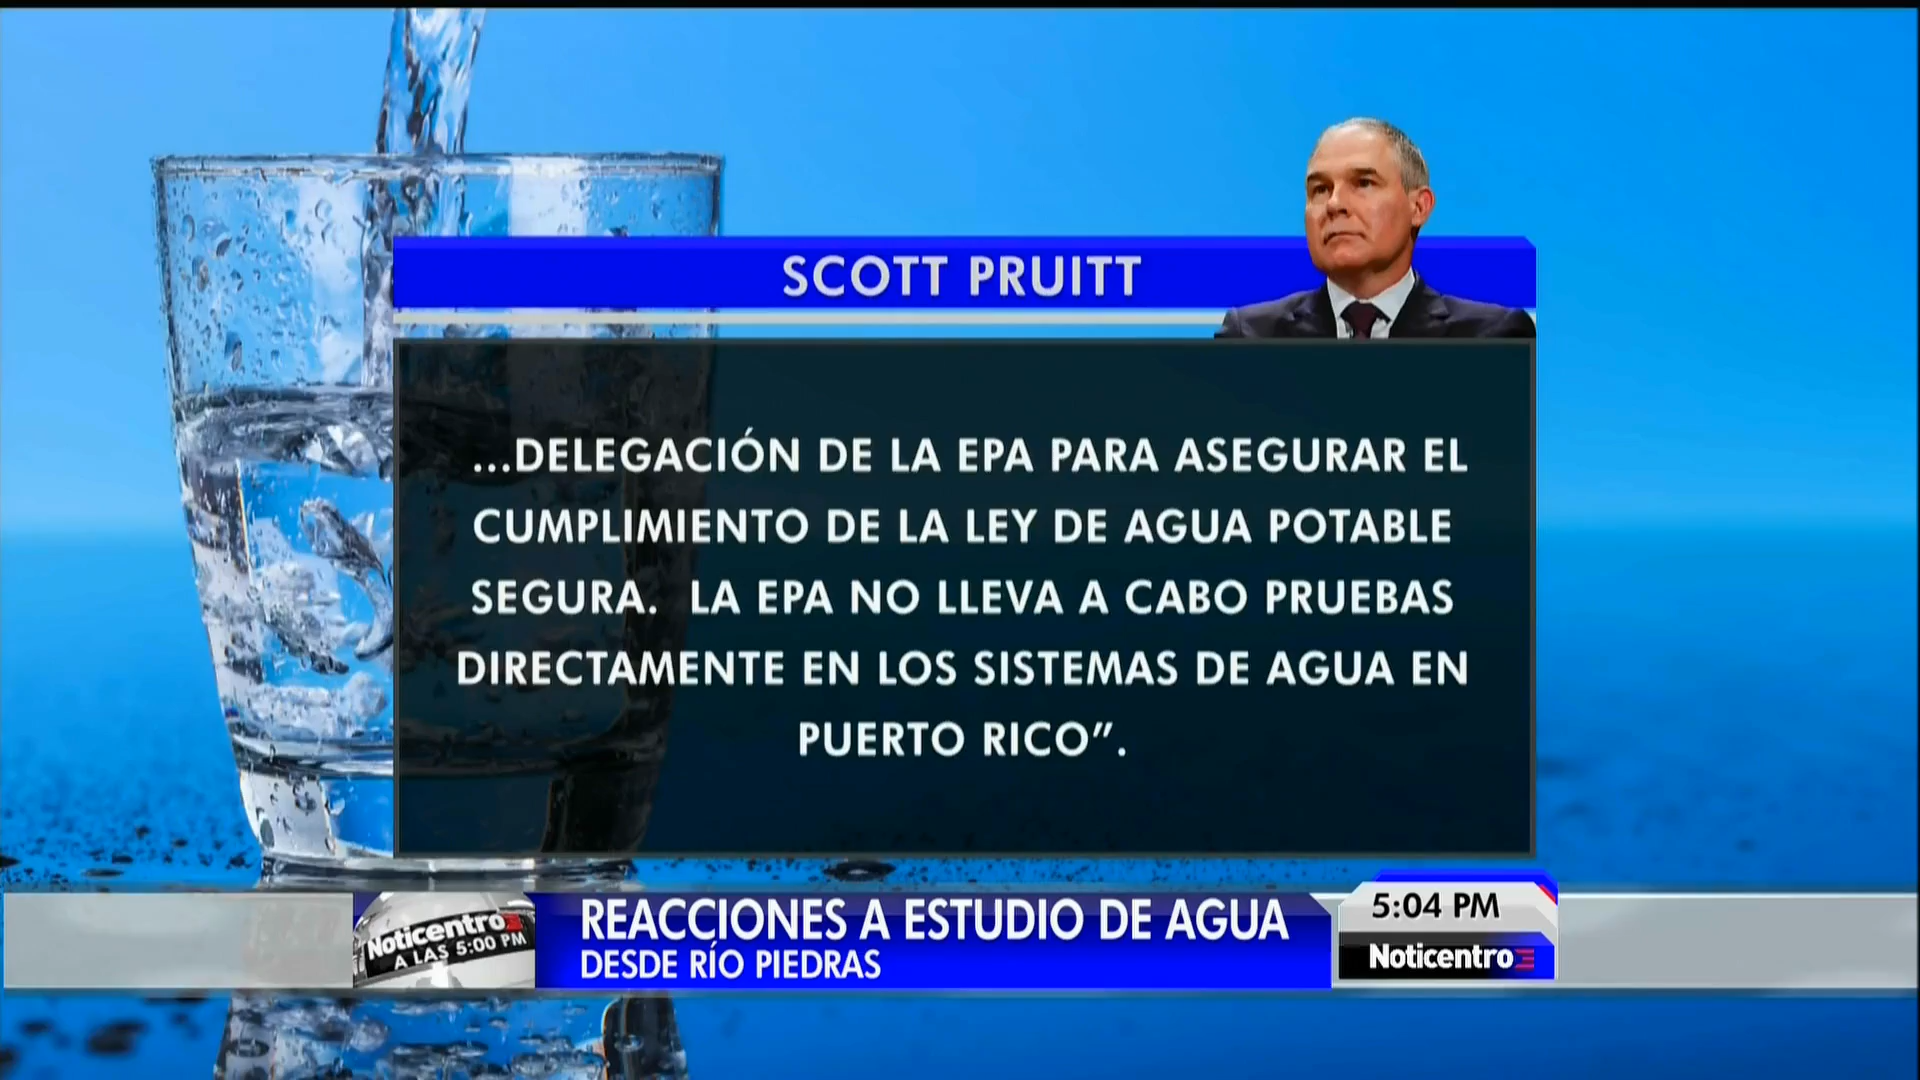 SCOTT PRUITT
...DELEGACIÓN DE LA EPA PARA ASEGURAR EL
CUMPLIMIENTO DE LA LEY DE AGUA POTABLE
SEGURA. LA EPA NO LLEVA A CABO PRUEBAS
DIRECTAMENTE EN LOS SISTEMAS DE AGUA EN
PUERTO RICO”.
Noticentro
A LAS 5:00 PM
REACCIONES A ESTUDIO DE AGUA
DESDE RÍO PIEDRAS
5:04 PM
Noticentro